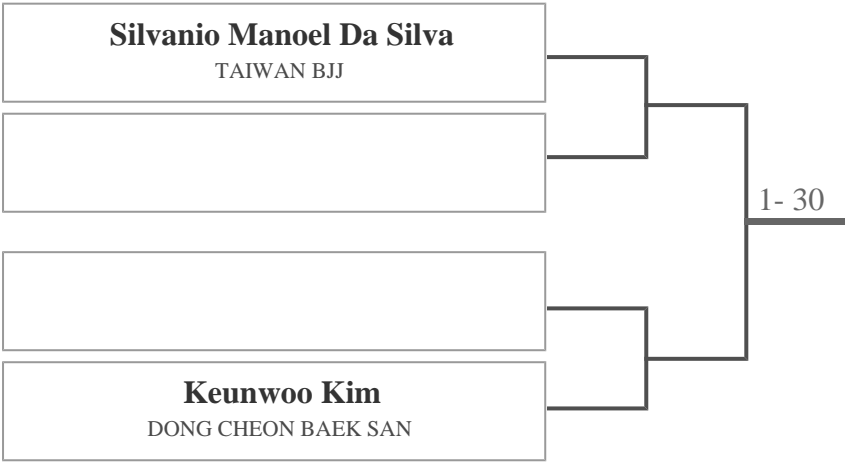 Silvanio Manoel Da Silva
TAIWAN BJJ
1- 30
Keunwoo Kim
DONG CHEON BAEK SAN